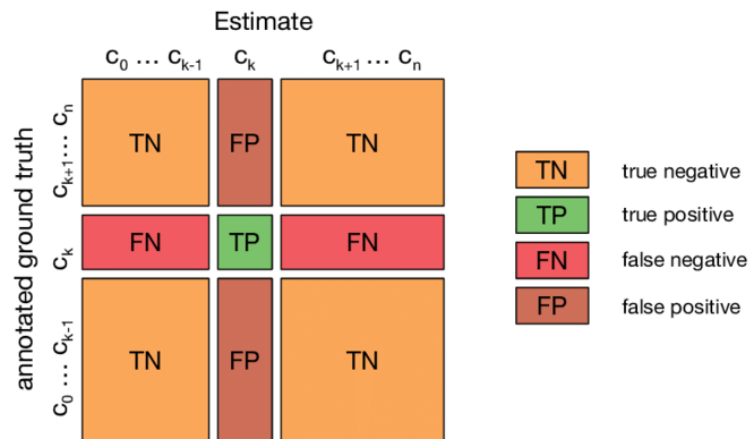 Estimate
c0 ... ck-1 ck ck+1 ... cn
annotated ground truth
ck+1 ... cn
TN FP TN
ck
FN TP FN
c0 ... ck-1
TN FP TN
TN true negative
TP true positive
FN false negative
FP false positive